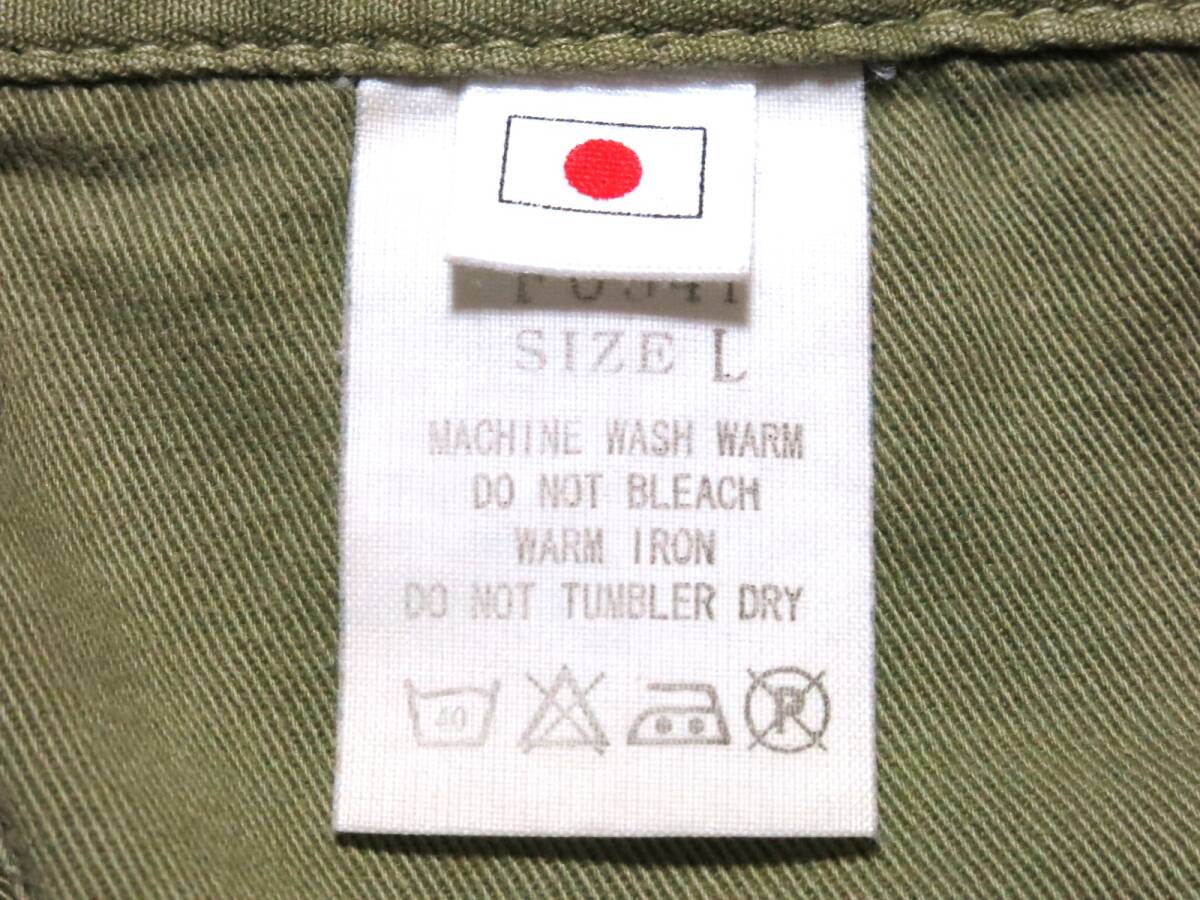 SIZE L
MACHINE WASH WARM
DO NOT BLEACH
WARM IRON
DO NOT TUMBLER DRY
40
P